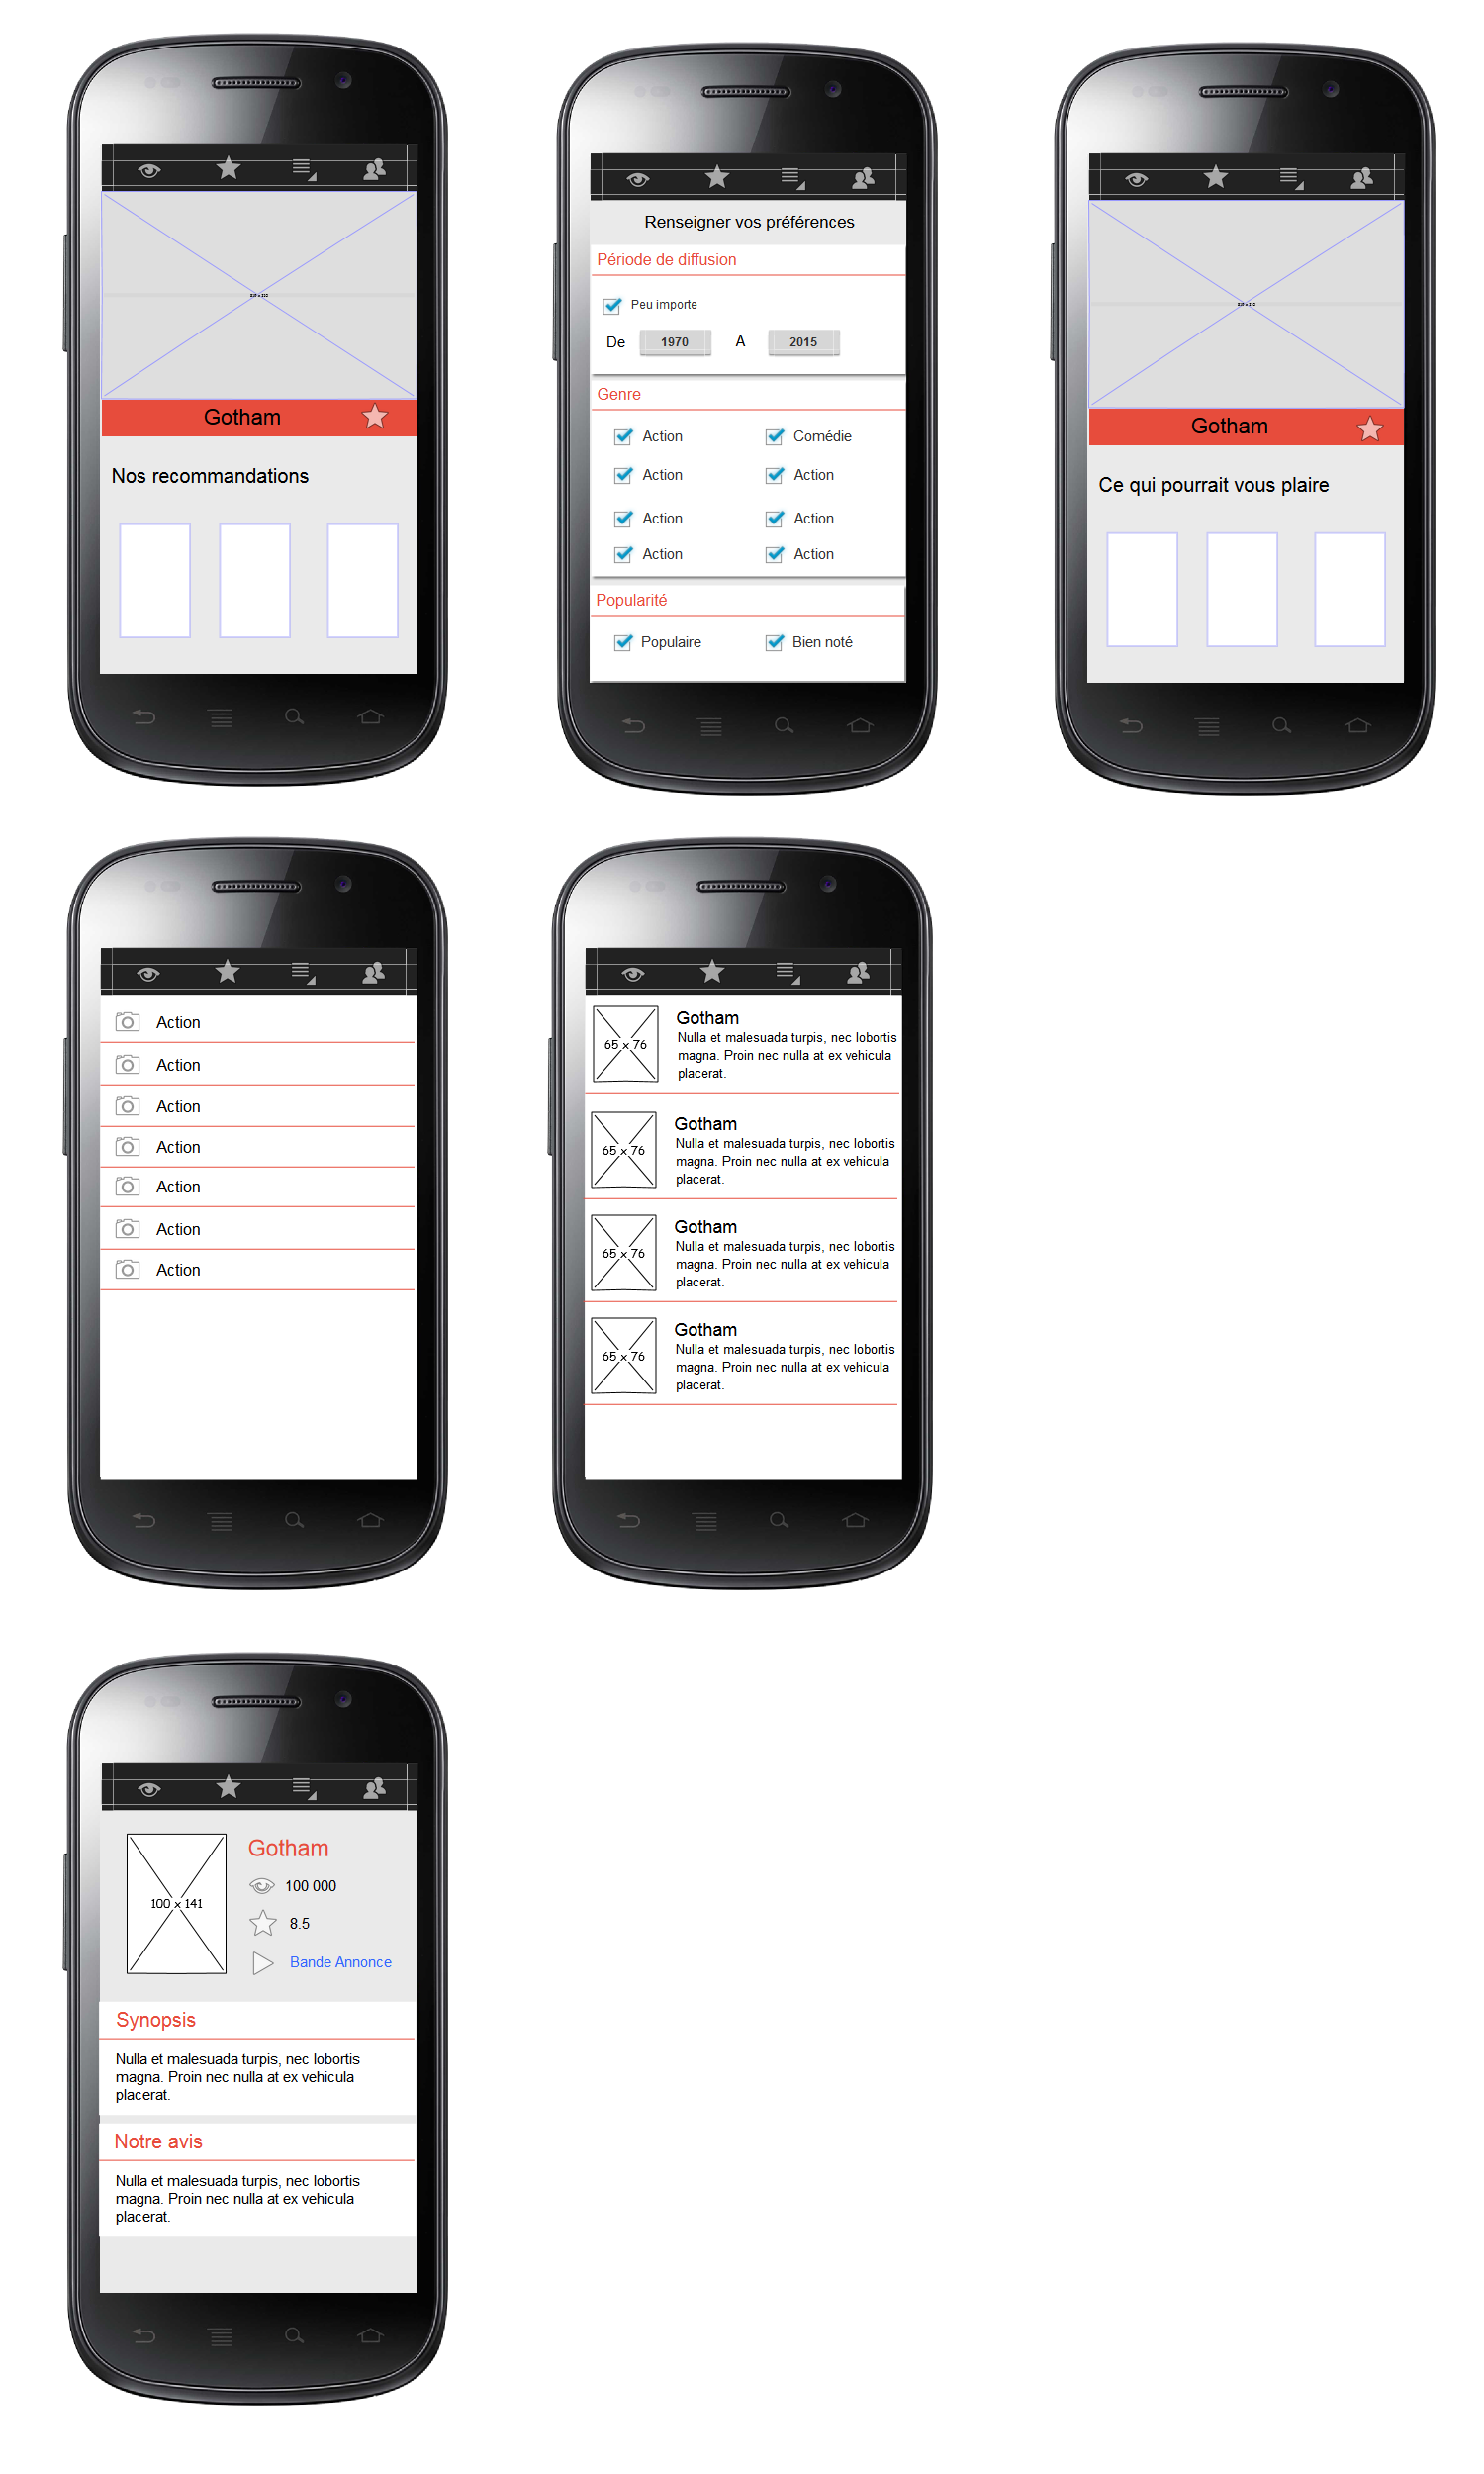 Gotham
Nos recommandations
Renseigner vos préférences
Période de diffusion
Peu importe
De 1970 A 2015
Genre
Action Comédie
Action Action
Action Action
Action Action
Popularité
Populaire Bien noté
Gotham
Ce qui pourrait vous plaire
Action
Action
Action
Action
Action
Action
Action
65 x 76
Gotham
Nulla et malesuada turpis, nec lobortis
magna. Proin nec nulla at ex vehicula
placerat.
65 x 76
Gotham
Nulla et malesuada turpis, nec lobortis
magna. Proin nec nulla at ex vehicula
placerat.
65 x 76
Gotham
Nulla et malesuada turpis, nec lobortis
magna. Proin nec nulla at ex vehicula
placerat.
65 x 76
Gotham
Nulla et malesuada turpis, nec lobortis
magna. Proin nec nulla at ex vehicula
placerat.
100 x 141
Gotham
100 000
8.5
Bande Annonce
Synopsis
Nulla et malesuada turpis, nec lobortis
magna. Proin nec nulla at ex vehicula
placerat.
Notre avis
Nulla et malesuada turpis, nec lobortis
magna. Proin nec nulla at ex vehicula
placerat.